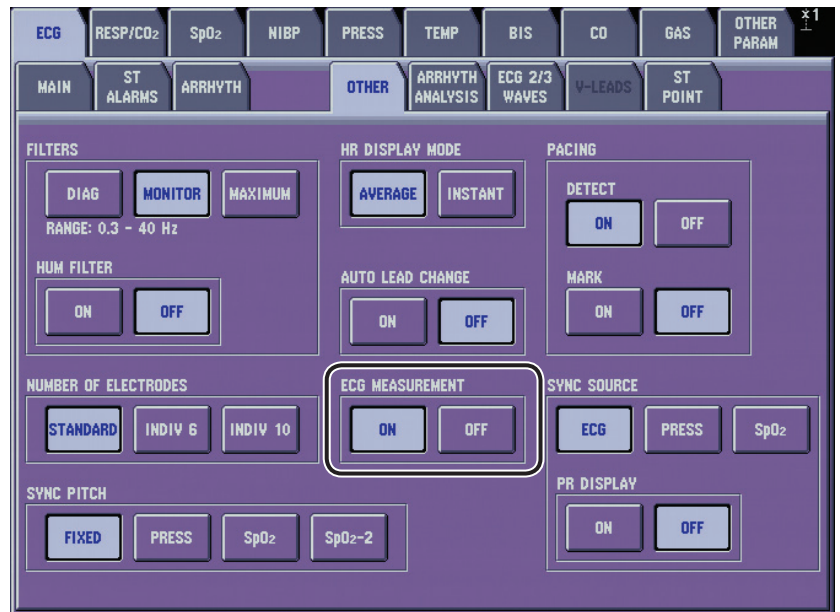 ECG RESP/CO2 SpO2 NIBP PRESS TEMP BIS CO GAS OTHER PARAM x1
MAIN ST ALARMS ARRHYTH OTHER ARRHYTH ANALYSIS ECG 2/3 WAVES V-LEADS ST POINT
FILTERS
DIAG MONITOR MAXIMUM
RANGE: 0.3 - 40 Hz
HUM FILTER
ON OFF
HR DISPLAY MODE
AVERAGE INSTANT
AUTO LEAD CHANGE
ON OFF
PACING
DETECT
ON OFF
MARK
ON OFF
NUMBER OF ELECTRODES
STANDARD INDIV 6 INDIV 10
ECG MEASUREMENT
ON OFF
SYNC SOURCE
ECG PRESS SpO2
PR DISPLAY
ON OFF
SYNC PITCH
FIXED PRESS SpO2 SpO2-2